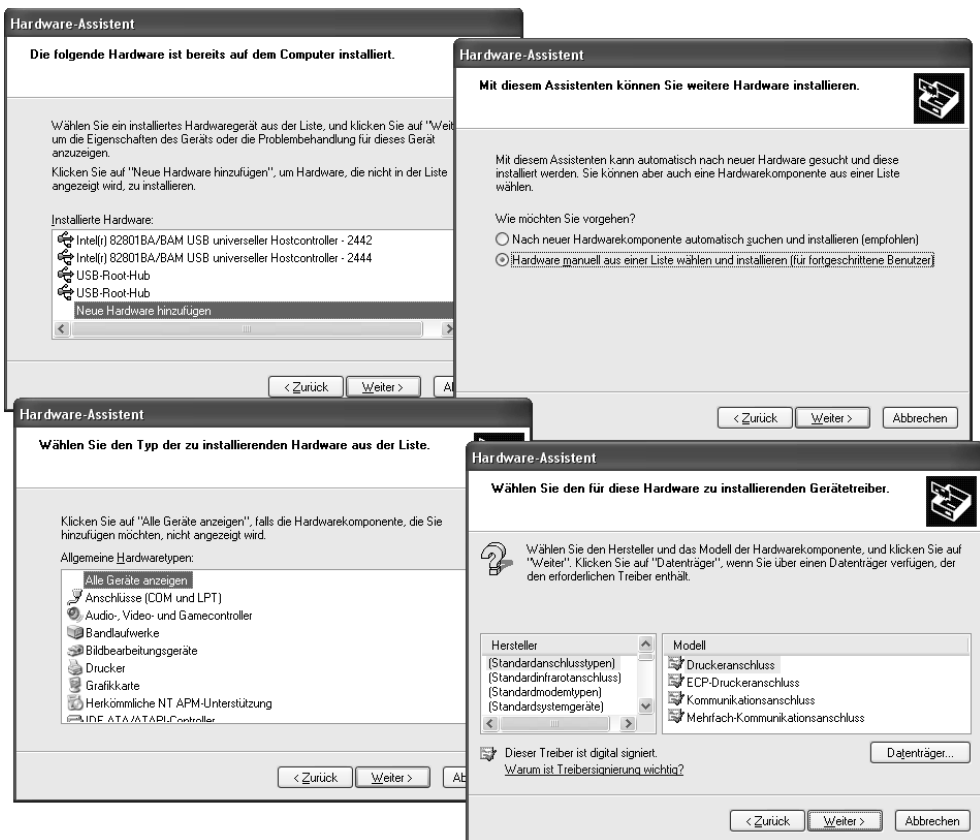 Hardware-Assistent
Die folgende Hardware ist bereits auf dem Computer installiert.
Wählen Sie ein installiertes Hardwaregerät aus der Liste, und klicken Sie auf "Weit
um die Eigenschaften des Geräts oder die Problembehandlung für dieses Gerät
anzuzeigen.
Klicken Sie auf "Neue Hardware hinzufügen", um Hardware, die nicht in der Liste
angezeigt wird, zu installieren.
Installierte Hardware:
Intel(r) 82801BA/BAM USB universeller Hostcontroller - 2442
Intel(r) 82801BA/BAM USB universeller Hostcontroller - 2444
USB-Root-Hub
USB-Root-Hub
Neue Hardware hinzufügen
< Zurück Weiter > Al
Hardware-Assistent
Mit diesem Assistenten können Sie weitere Hardware installieren.
Mit diesem Assistenten kann automatisch nach neuer Hardware gesucht und diese
installiert werden. Sie können aber auch eine Hardwarekomponente aus einer Liste
wählen.
Wie möchten Sie vorgehen?
Nach neuer Hardwarekomponente automatisch suchen und installieren (empfohlen)
Hardware manuell aus einer Liste wählen und installieren (für fortgeschrittene Benutzer)
< Zurück Weiter > Abbrechen
Hardware-Assistent
Wählen Sie den Typ der zu installierenden Hardware aus der Liste.
Klicken Sie auf "Alle Geräte anzeigen", falls die Hardwarekomponente, die Sie
hinzufügen möchten, nicht angezeigt wird.
Allgemeine Hardwaretypen:
Alle Geräte anzeigen
Anschlüsse (COM und LPT)
Audio-, Video- und Gamecontroller
Bandlaufwerke
Bildbearbeitungsgeräte
Drucker
Grafikkarte
Herkömmliche NT APM-Unterstützung
IDE ATA/ATAPI-Controller
< Zurück Weiter > Ab
Hardware-Assistent
Wählen Sie den für diese Hardware zu installierenden Gerätetreiber.
Wählen Sie den Hersteller und das Modell der Hardwarekomponente, und klicken Sie auf
"Weiter". Klicken Sie auf "Datenträger", wenn Sie über einen Datenträger verfügen, der
den erforderlichen Treiber enthält.
Hersteller
(Standardanschlusstypen)
(Standardinfrarotanschluss)
(Standardmodemtypen)
(Standardsystemgeräte)
Modell
Druckeranschluss
ECP-Druckeranschluss
Kommunikationsanschluss
Mehrfach-Kommunikationsanschluss
Dieser Treiber ist digital signiert.
Warum ist Treibersignierung wichtig?
Datenträger...
< Zurück Weiter > Abbrechen